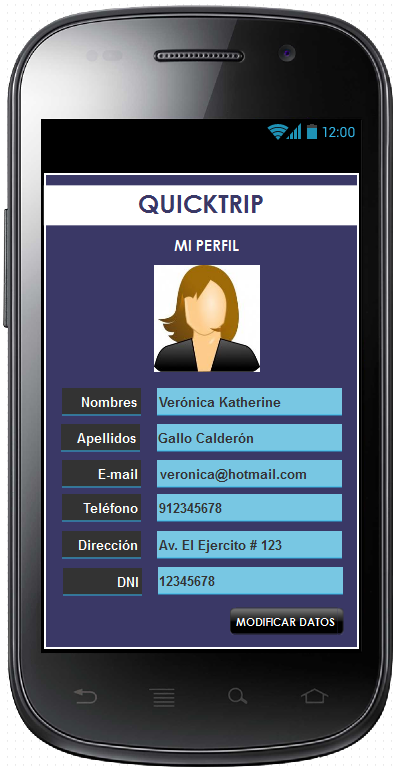 12:00
QUICKTRIP
MI PERFIL
Nombres Verónica Katherine
Apellidos Gallo Calderón
E-mail veronica@hotmail.com
Teléfono 912345678
Dirección Av. El Ejercito # 123
DNI 12345678
MODIFICAR DATOS